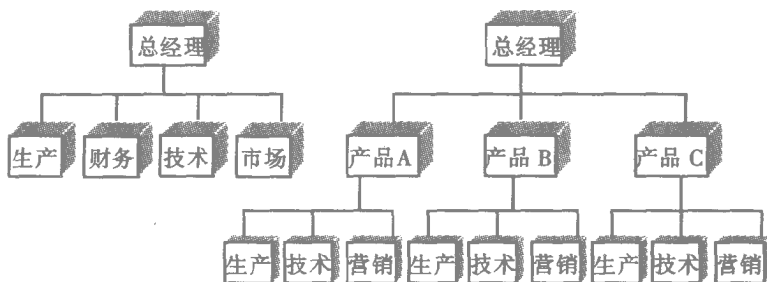 总经理 总经理
生产 财务 技术 市场 产品A 产品 B 产品 C
生产 技术 营销 生产 技术 营销 生产 技术 营销